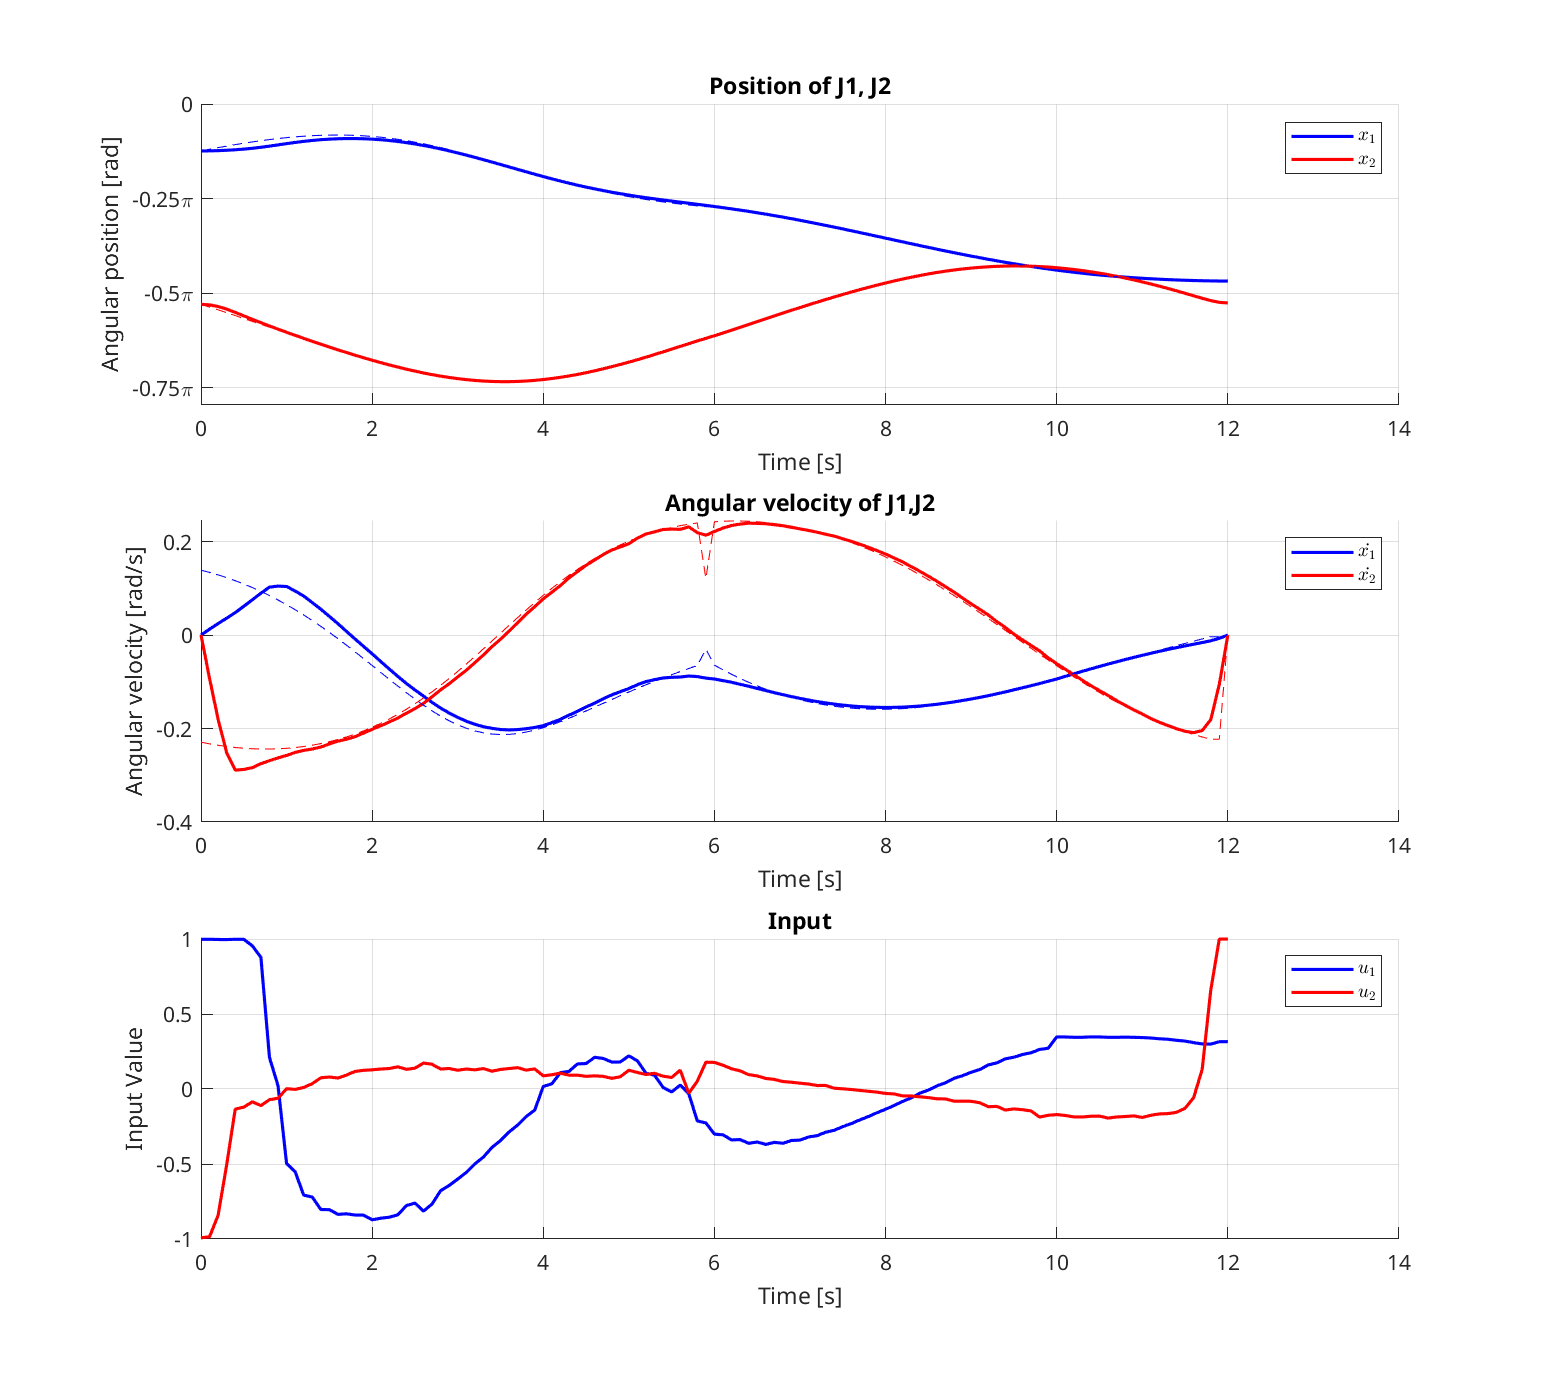 Position of J1, J2
0
-0.25π
-0.5π
-0.75π
Angular position [rad]
x₁
x₂
0 2 4 6 8 10 12 14
Time [s]
Angular velocity of J1,J2
0.2
0
-0.2
-0.4
Angular velocity [rad/s]
ẋ₁
ẋ₂
0 2 4 6 8 10 12 14
Time [s]
Input
1
0.5
0
-0.5
-1
Input Value
u₁
u₂
0 2 4 6 8 10 12 14
Time [s]